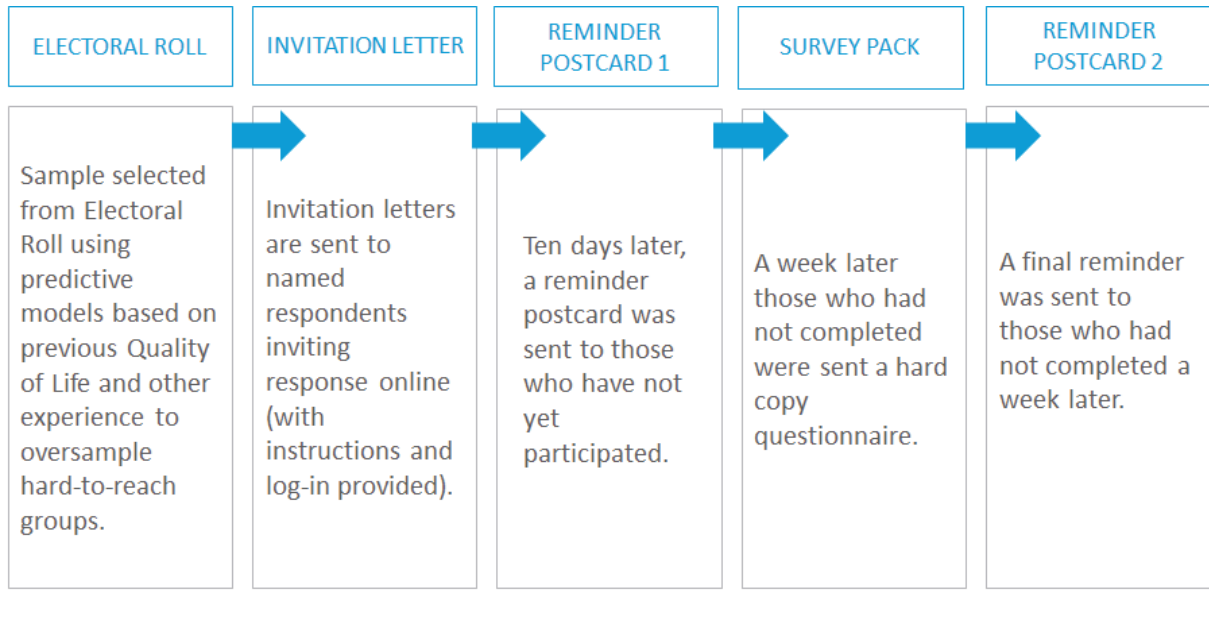 ELECTORAL ROLL
INVITATION LETTER
REMINDER
POSTCARD 1
SURVEY PACK
REMINDER
POSTCARD 2
Sample selected
from Electoral
Roll using
predictive
models based on
previous Quality
of Life and other
experience to
oversample
hard-to-reach
groups.
Invitation letters
are sent to
named
respondents
inviting
response online
(with
instructions and
log-in provided).
Ten days later,
a reminder
postcard was
sent to those
who have not
yet
participated.
A week later
those who had
not completed
were sent a hard
copy
questionnaire.
A final reminder
was sent to
those who had
not completed a
week later.